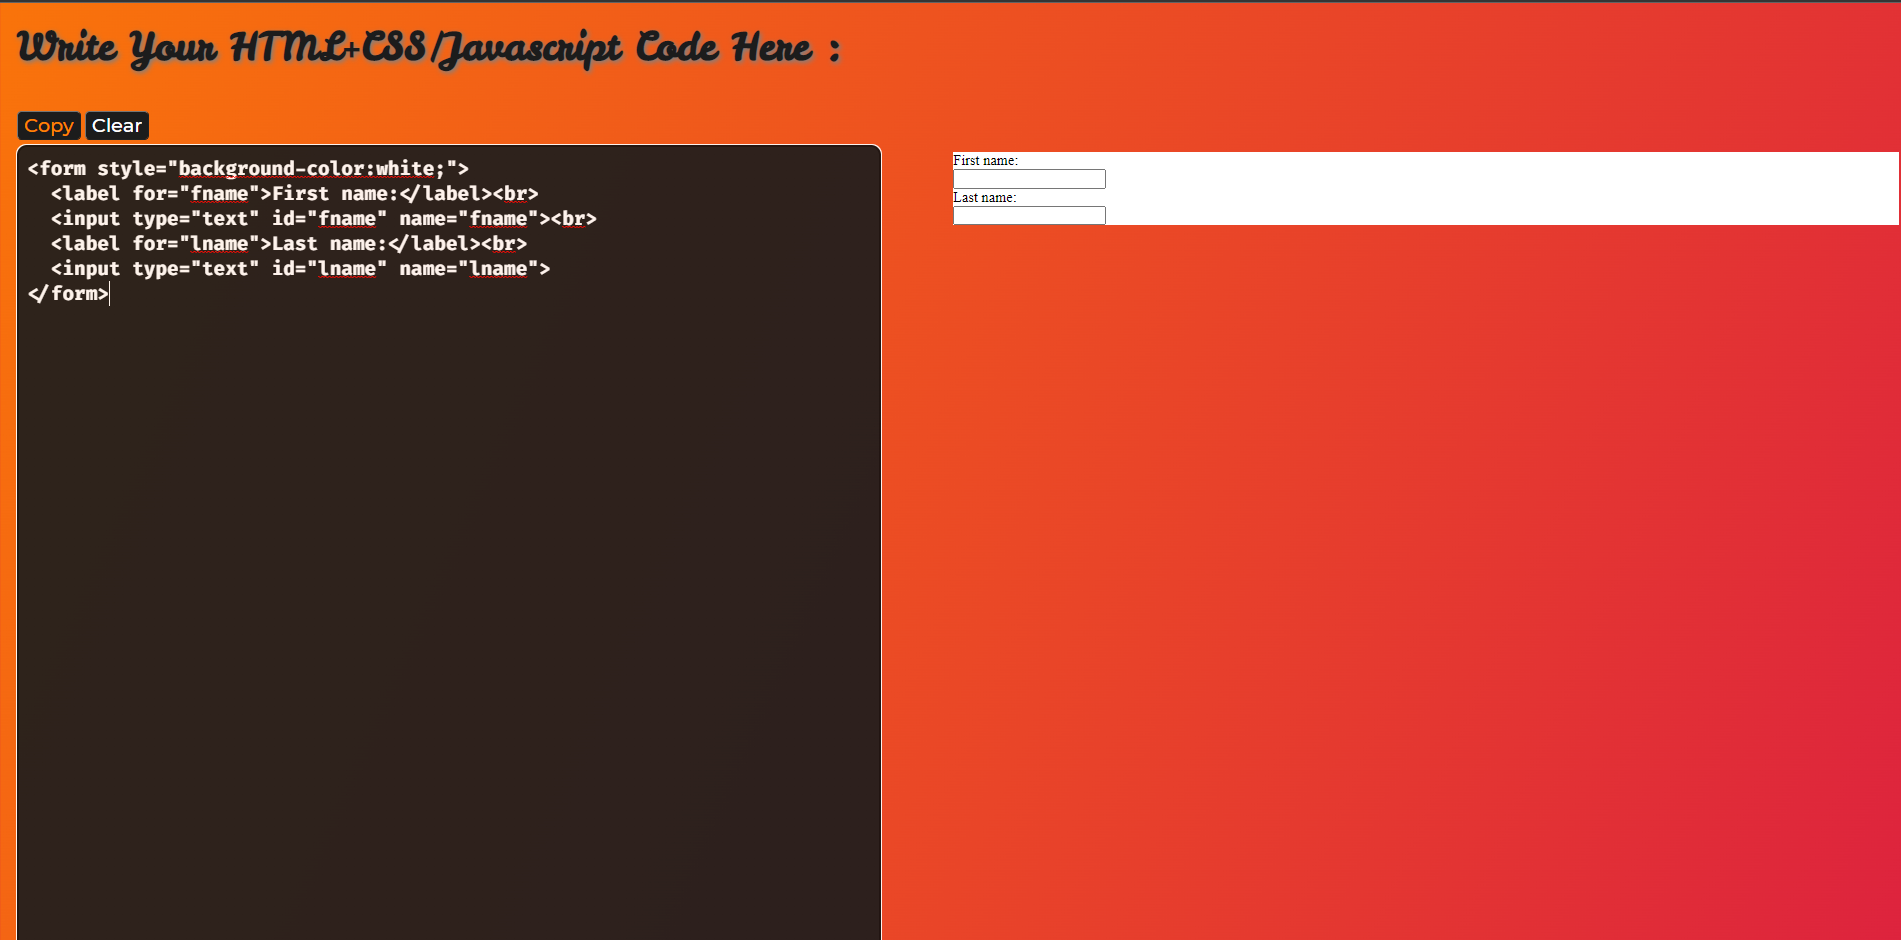 Write Your HTML+CSS/Javascript Code Here :
Copy Clear
<form style="background-color:white;">
  <label for="fname">First name:</label><br>
  <input type="text" id="fname" name="fname"><br>
  <label for="lname">Last name:</label><br>
  <input type="text" id="lname" name="lname">
</form>
First name:
Last name: